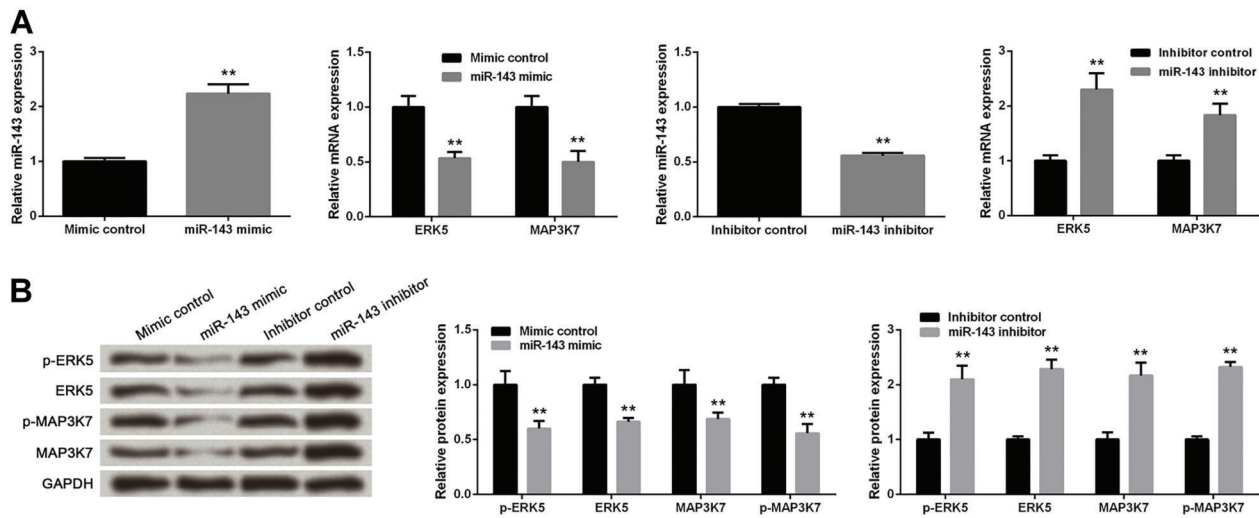 A
Relative miR-143 expression
3
2
1
0
**
Mimic control
miR-143 mimic
Relative mRNA expression
1.5
1.0
0.5
0.0
Mimic control
miR-143 mimic
**
**
ERK5
MAP3K7
Relative miR-143 expression
1.5
1.0
0.5
0.0
**
Inhibitor control
miR-143 inhibitor
Relative mRNA expression
3
2
1
0
Inhibitor control
miR-143 inhibitor
**
**
ERK5
MAP3K7
B
Mimic control
miR-143 mimic
Inhibitor control
miR-143 inhibitor
p-ERK5
ERK5
p-MAP3K7
MAP3K7
GAPDH
Relative protein expression
1.5
1.0
0.5
0.0
Mimic control
miR-143 mimic
**
**
**
**
p-ERK5
ERK5
MAP3K7
p-MAP3K7
Relative protein expression
3
2
1
0
Inhibitor control
miR-143 inhibitor
**
**
**
**
p-ERK5
ERK5
MAP3K7
p-MAP3K7